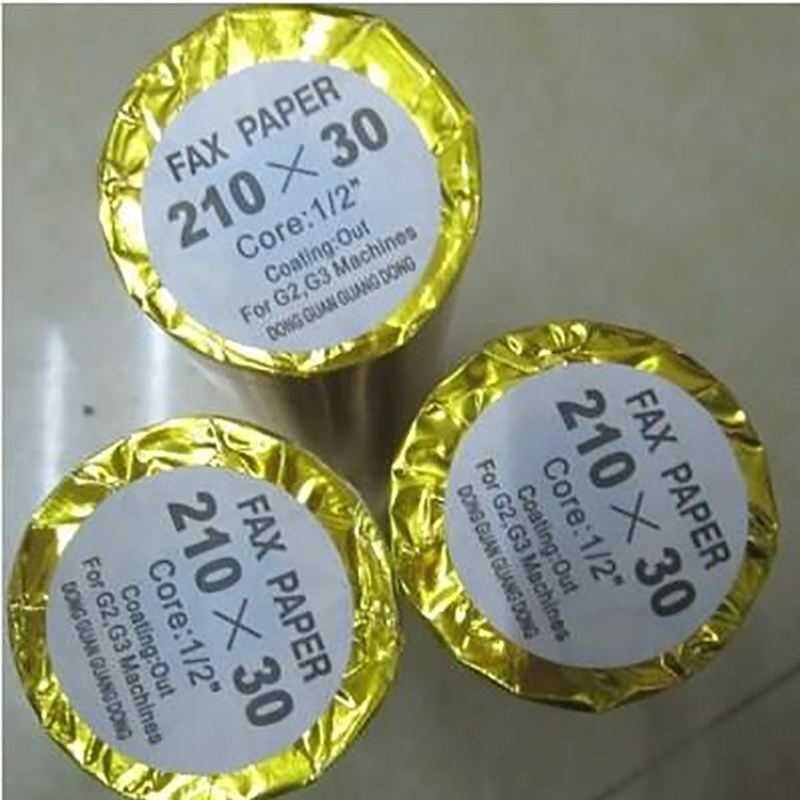 FAX PAPER
210 × 30
Core:1/2"
Coating:Out
For G2,G3 Machines
DONG GUAN GUANG DONG
FAX PAPER
210 × 30
Core:1/2"
Coating:Out
For G2,G3 Machines
DONG GUAN GUANG DONG
FAX PAPER
210 × 30
Core:1/2"
Coating:Out
For G2,G3 Machines
DONG GUAN GUANG DONG